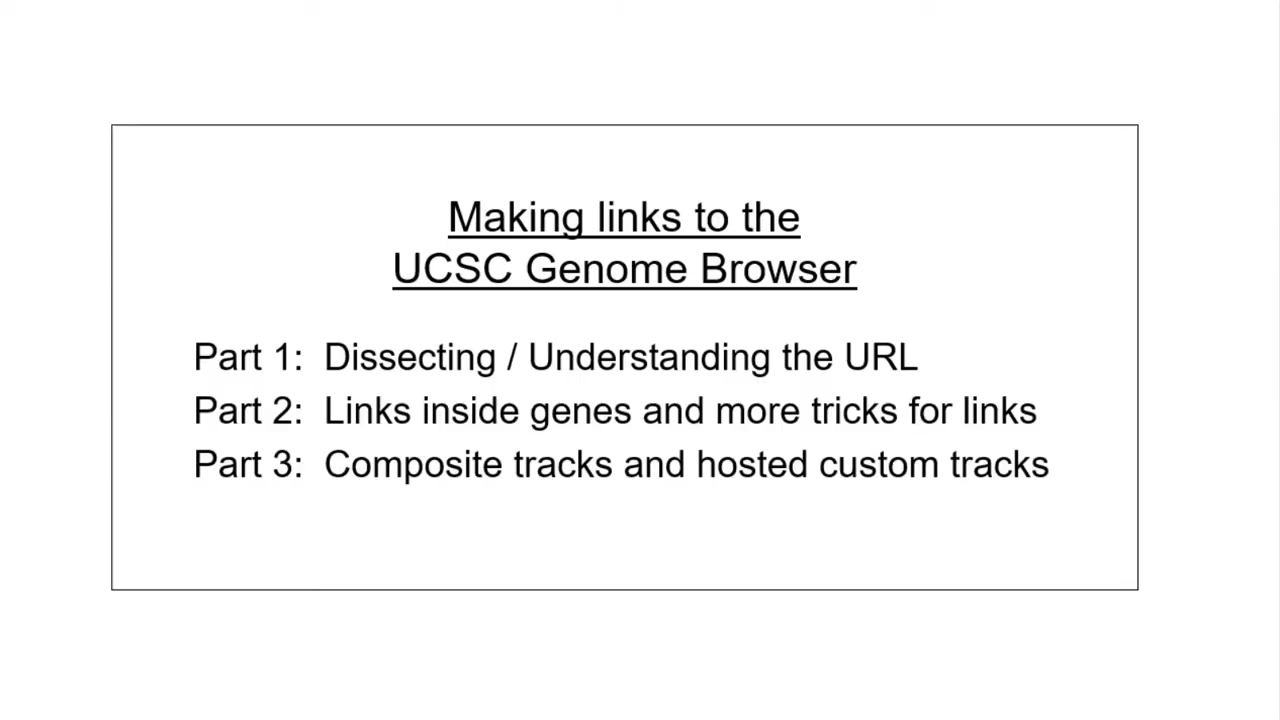 Making links to the
UCSC Genome Browser
Part 1: Dissecting / Understanding the URL
Part 2: Links inside genes and more tricks for links
Part 3: Composite tracks and hosted custom tracks